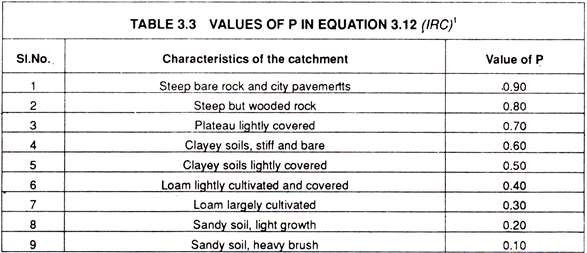 TABLE 3.3 VALUES OF P IN EQUATION 3.12 (IRC)¹
Sl.No. Characteristics of the catchment Value of P
1 Steep bare rock and city pavements 0.90
2 Steep but wooded rock 0.80
3 Plateau lightly covered 0.70
4 Clayey soils, stiff and bare 0.60
5 Clayey soils lightly covered 0.50
6 Loam lightly cultivated and covered 0.40
7 Loam largely cultivated 0.30
8 Sandy soil, light growth 0.20
9 Sandy soil, heavy brush 0.10